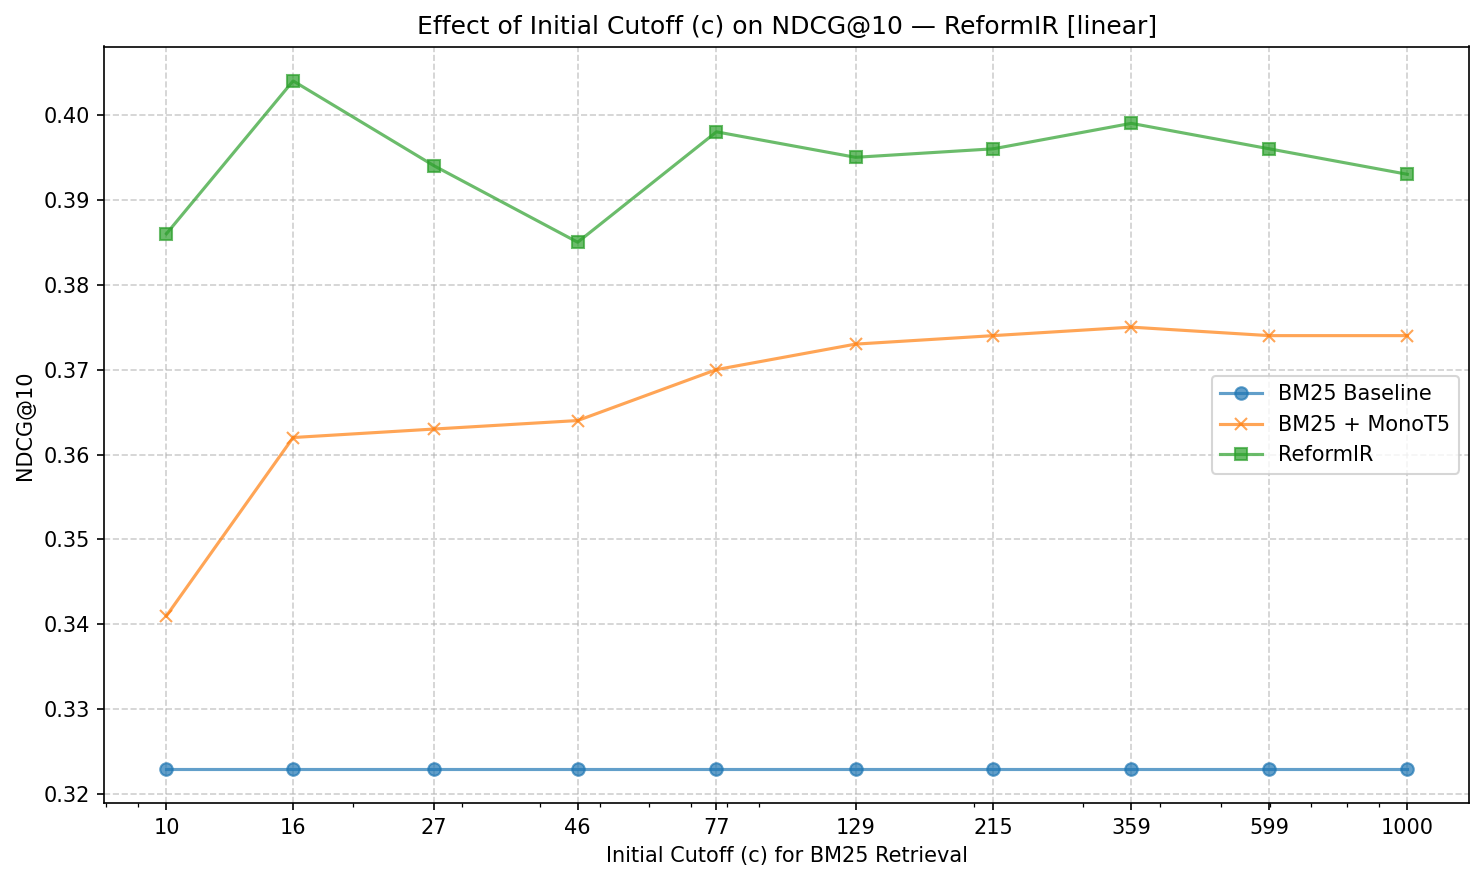 Effect of Initial Cutoff (c) on NDCG@10 — ReformIR [linear]
NDCG@10
0.40
0.39
0.38
0.37
0.36
0.35
0.34
0.33
0.32
BM25 Baseline
BM25 + MonoT5
ReformIR
10 16 27 46 77 129 215 359 599 1000
Initial Cutoff (c) for BM25 Retrieval